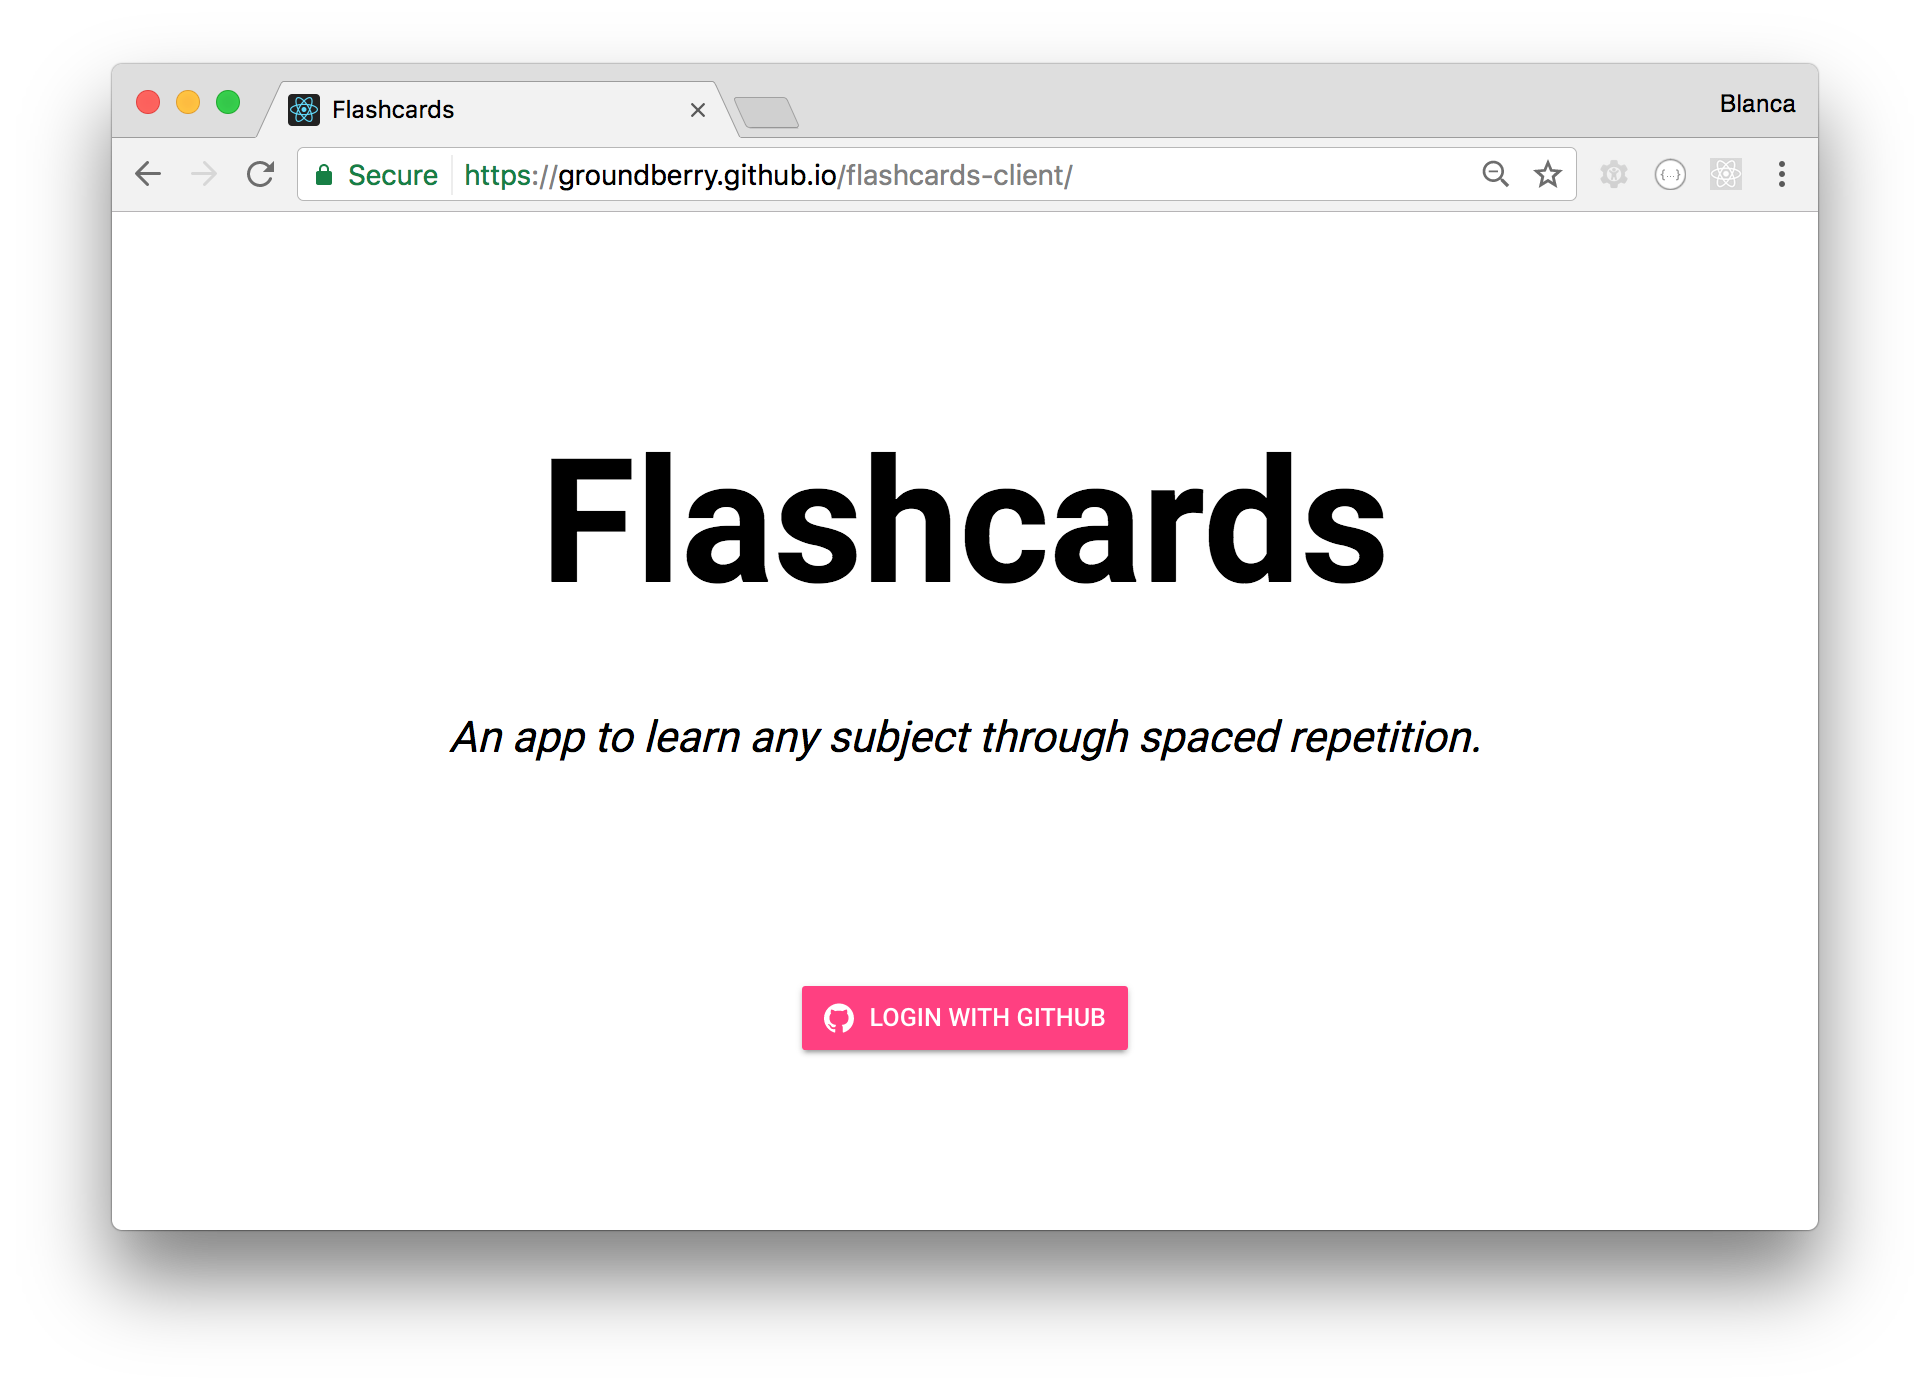 Flashcards
Blanca
Secure https://groundberry.github.io/flashcards-client/
{...}
Flashcards
An app to learn any subject through spaced repetition.
LOGIN WITH GITHUB